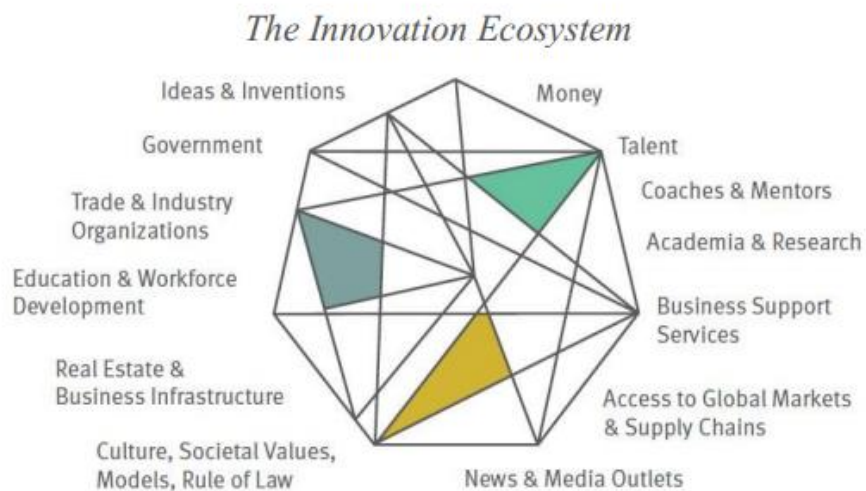 The Innovation Ecosystem
Ideas & Inventions
Money
Government
Talent
Trade & Industry
Organizations
Coaches & Mentors
Academia & Research
Education & Workforce
Development
Business Support
Services
Real Estate &
Business Infrastructure
Access to Global Markets
& Supply Chains
Culture, Societal Values,
Models, Rule of Law
News & Media Outlets